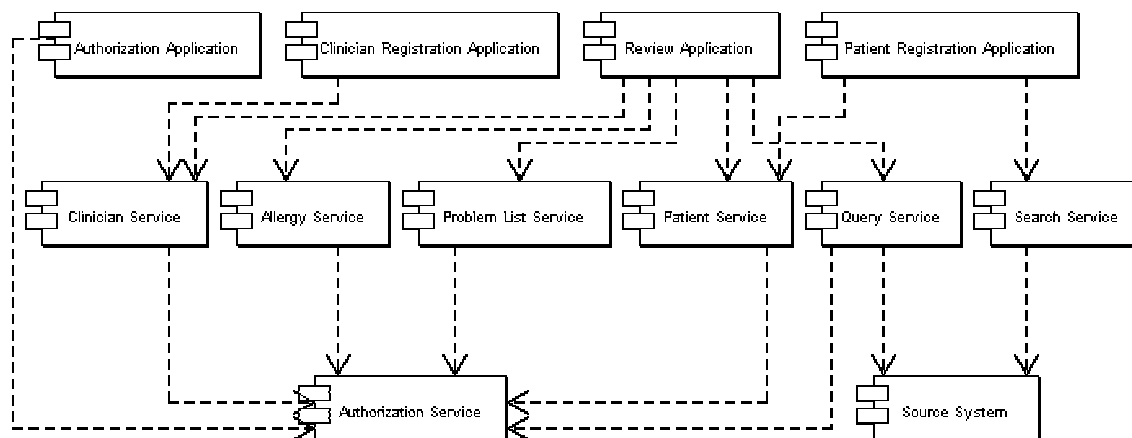 Authorization Application
Clinician Registration Application
Review Application
Patient Registration Application
Clinician Service
Allergy Service
Problem List Service
Patient Service
Query Service
Search Service
Authorization Service
Source System